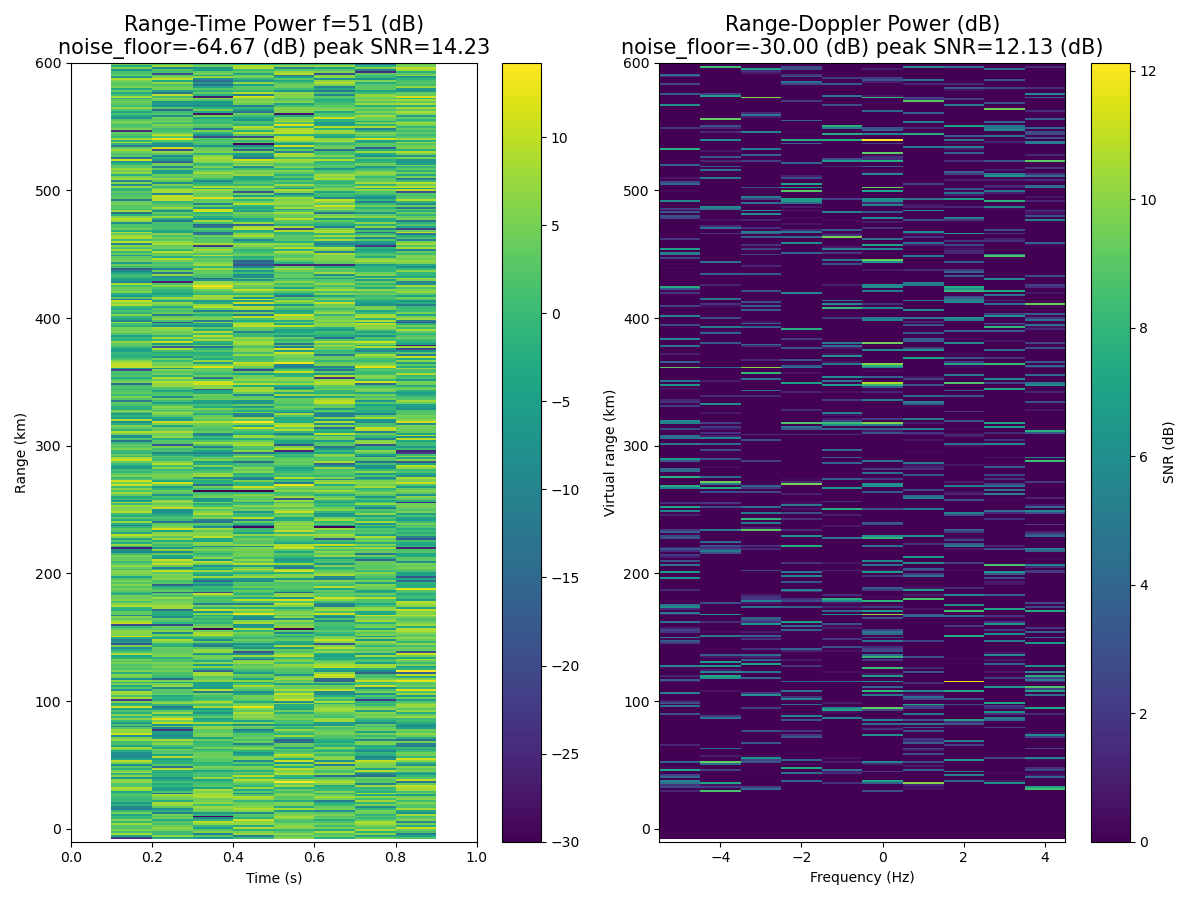 Range-Time Power f=51 (dB)
noise_floor=-64.67 (dB) peak SNR=14.23
Range (km)
600
500
400
300
200
100
0
0.0 0.2 0.4 0.6 0.8 1.0
Time (s)
10
5
0
−5
−10
−15
−20
−25
−30
Range-Doppler Power (dB)
noise_floor=-30.00 (dB) peak SNR=12.13 (dB)
Virtual range (km)
600
500
400
300
200
100
0
−4 −2 0 2 4
Frequency (Hz)
12
10
8
6
4
2
0
SNR (dB)